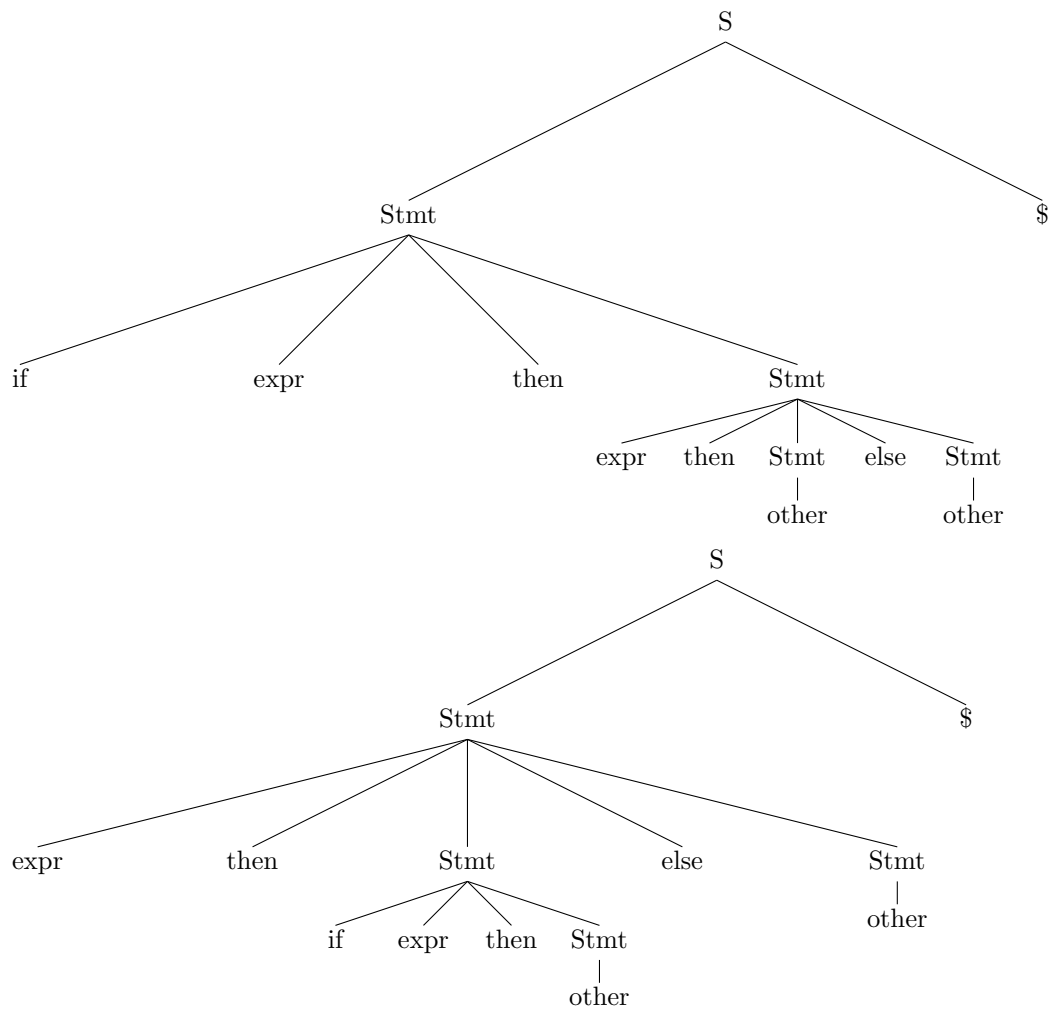 S
Stmt $
if expr then Stmt
expr then Stmt else Stmt
other other
S
Stmt $
expr then Stmt else Stmt
other
if expr then Stmt
other